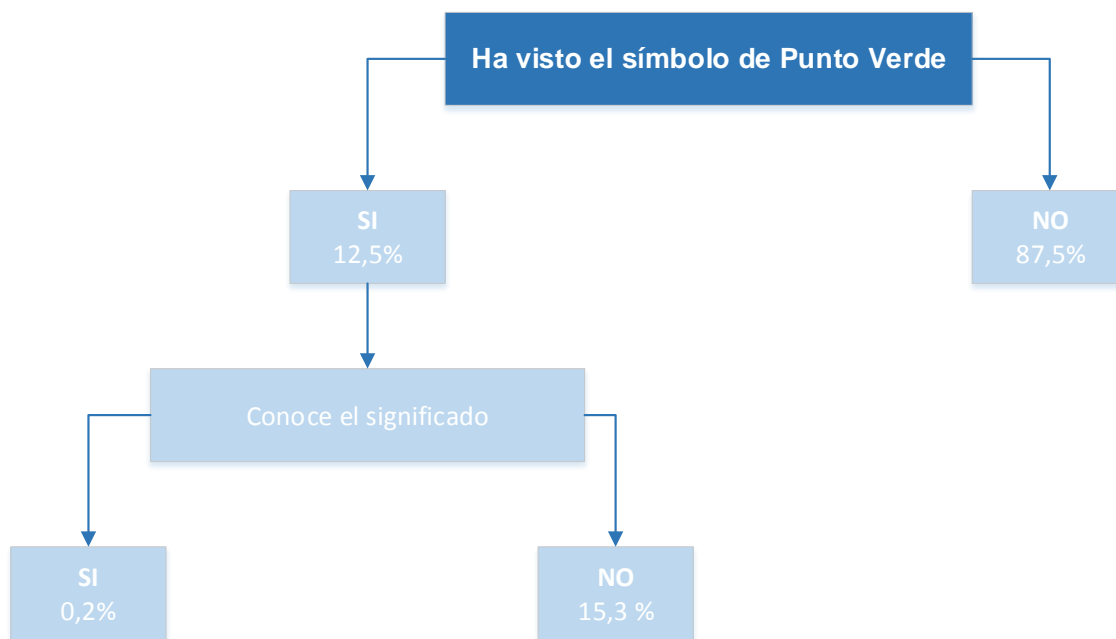 Ha visto el símbolo de Punto Verde
SI
12,5%
NO
87,5%
Conoce el significado
SI
0,2%
NO
15,3 %